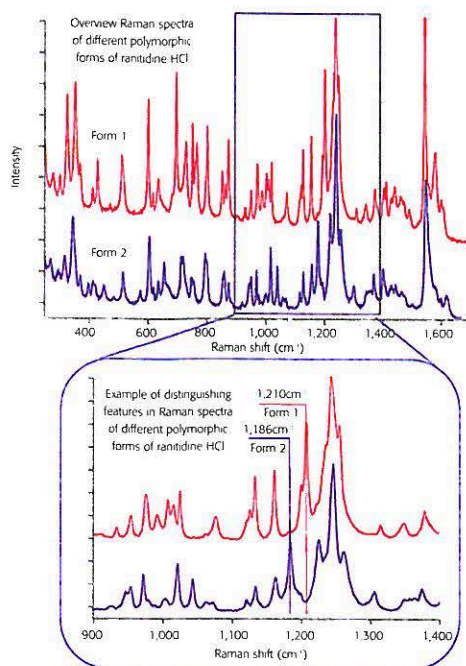 Overview Raman spectra
of different polymorphic
forms of ranitidine HCl
Form 1
Form 2
Intensity
400 600 800 1,000 1,200 1,400 1,600
Raman shift (cm⁻¹)
Example of distinguishing
features in Raman spectra
of different polymorphic
forms of ranitidine HCl
1,210cm
Form 1
1,186cm
Form 2
900 1,000 1,100 1,200 1,300 1,400
Raman shift (cm⁻¹)